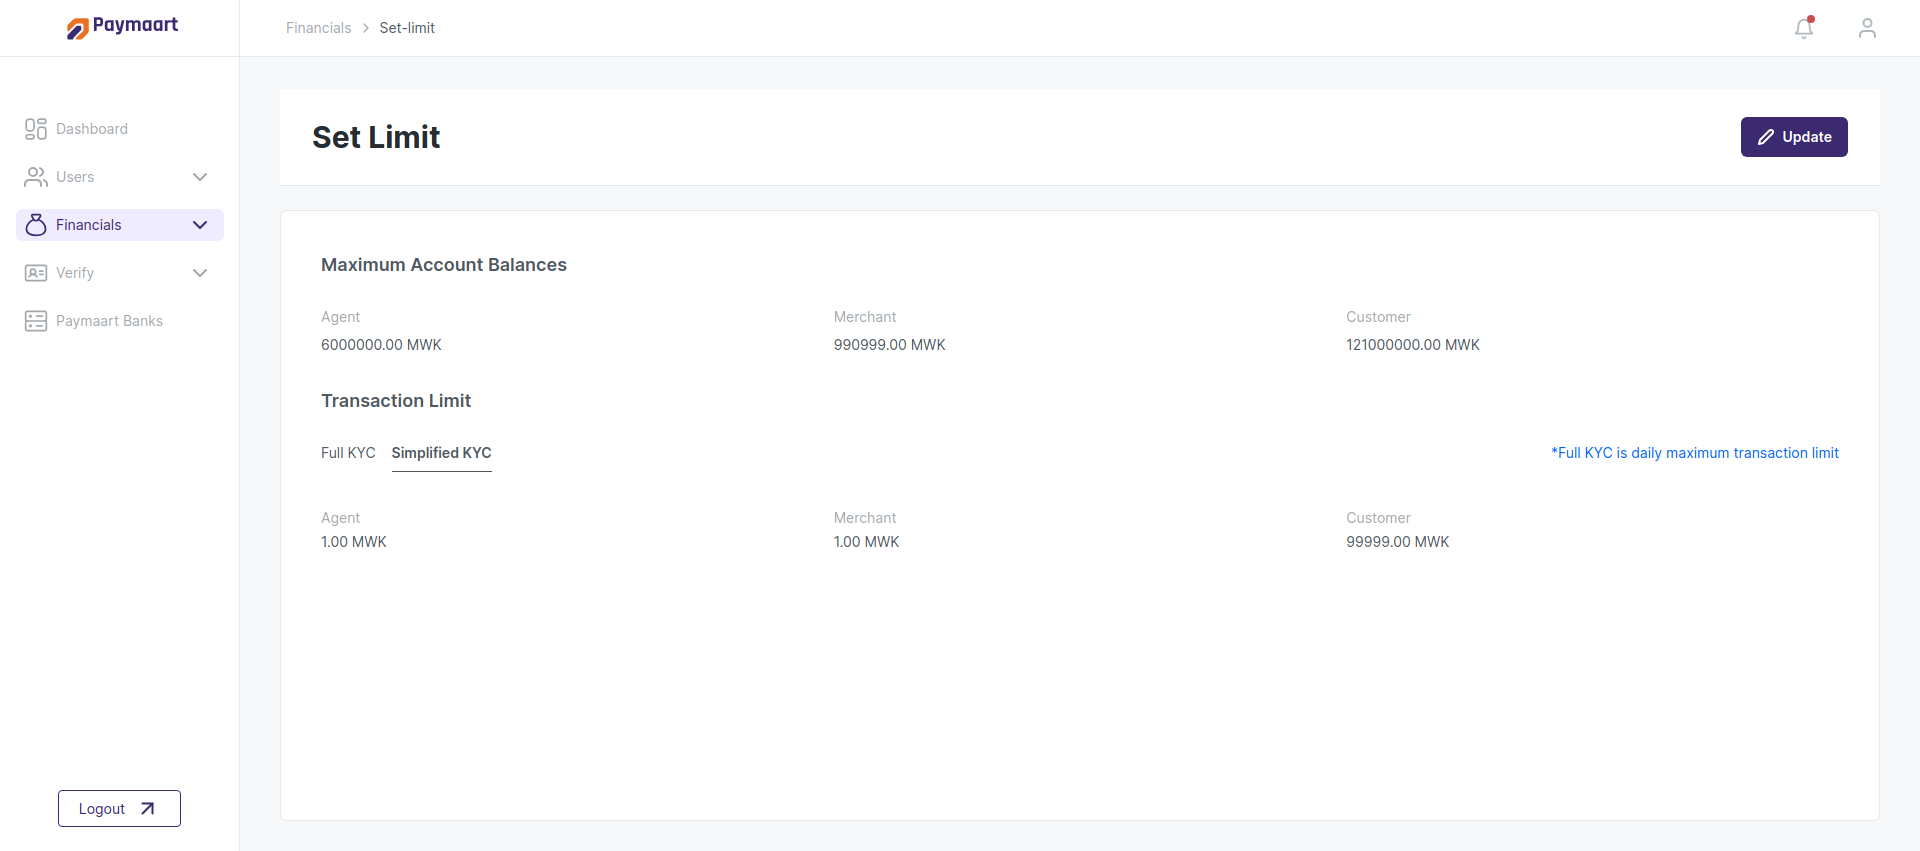 Paymaart
Financials > Set-limit
Dashboard
Users
Financials
Verify
Paymaart Banks
Logout
Set Limit
Update
Maximum Account Balances
Agent Merchant Customer
6000000.00 MWK 990999.00 MWK 121000000.00 MWK
Transaction Limit
Full KYC Simplified KYC *Full KYC is daily maximum transaction limit
Agent Merchant Customer
1.00 MWK 1.00 MWK 99999.00 MWK